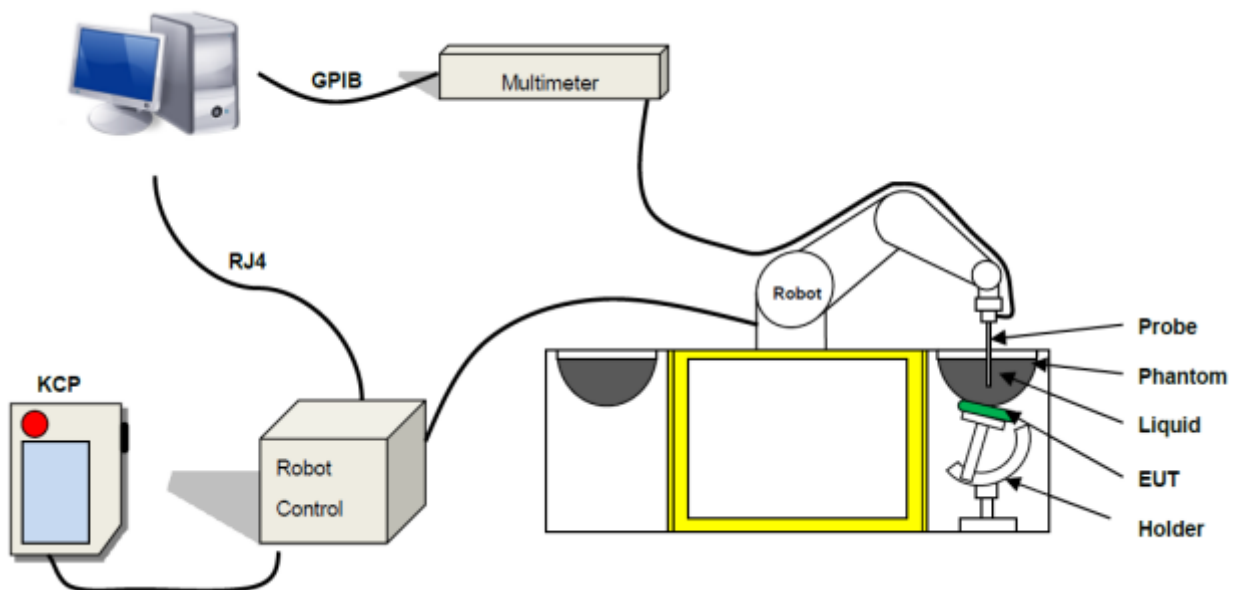 GPIB
Multimeter
RJ4
Robot
Probe
Phantom
Liquid
EUT
Holder
KCP
Robot
Control